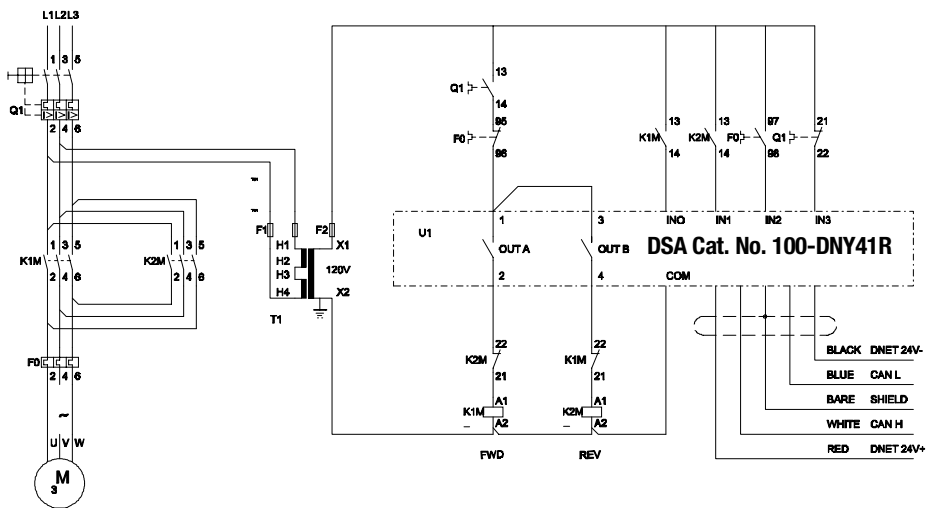 L1 L2 L3
1 3 5
Q1
2 4 6
1 3 5
K1M
2 4 6
1 3 5
K2M
2 4 6
F0
2 4 6
~
U V W
M
3
F1
F2
H1
H2
H3
H4
X1
120V
X2
T1
13
Q1
14
95
F0
96
13
K1M
14
13
K2M
14
97
F0
98
21
Q1
22
U1
1
OUT A
2
3
OUT B
4
IN0
IN1
IN2
IN3
DSA Cat. No. 100-DNY41R
COM
22
K2M
21
A1
K1M
A2
FWD
22
K1M
21
A1
K2M
A2
REV
BLACK DNET 24V-
BLUE CAN L
BARE SHIELD
WHITE CAN H
RED DNET 24V+